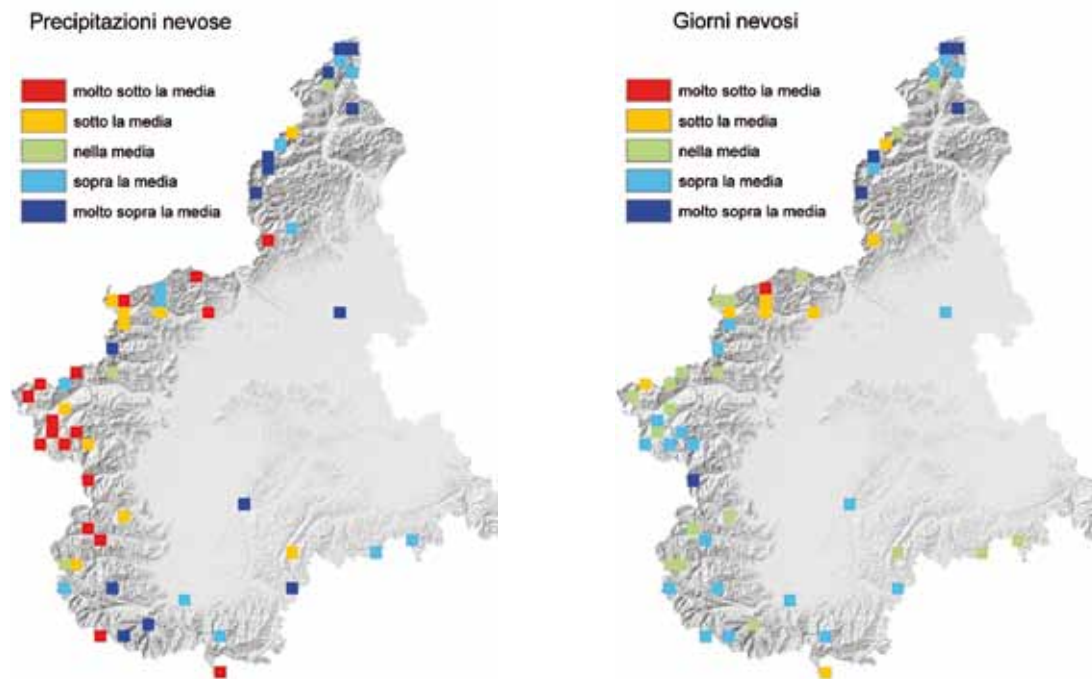 Precipitazioni nevose
molto sotto la media
sotto la media
nella media
sopra la media
molto sopra la media
Giorni nevosi
molto sotto la media
sotto la media
nella media
sopra la media
molto sopra la media